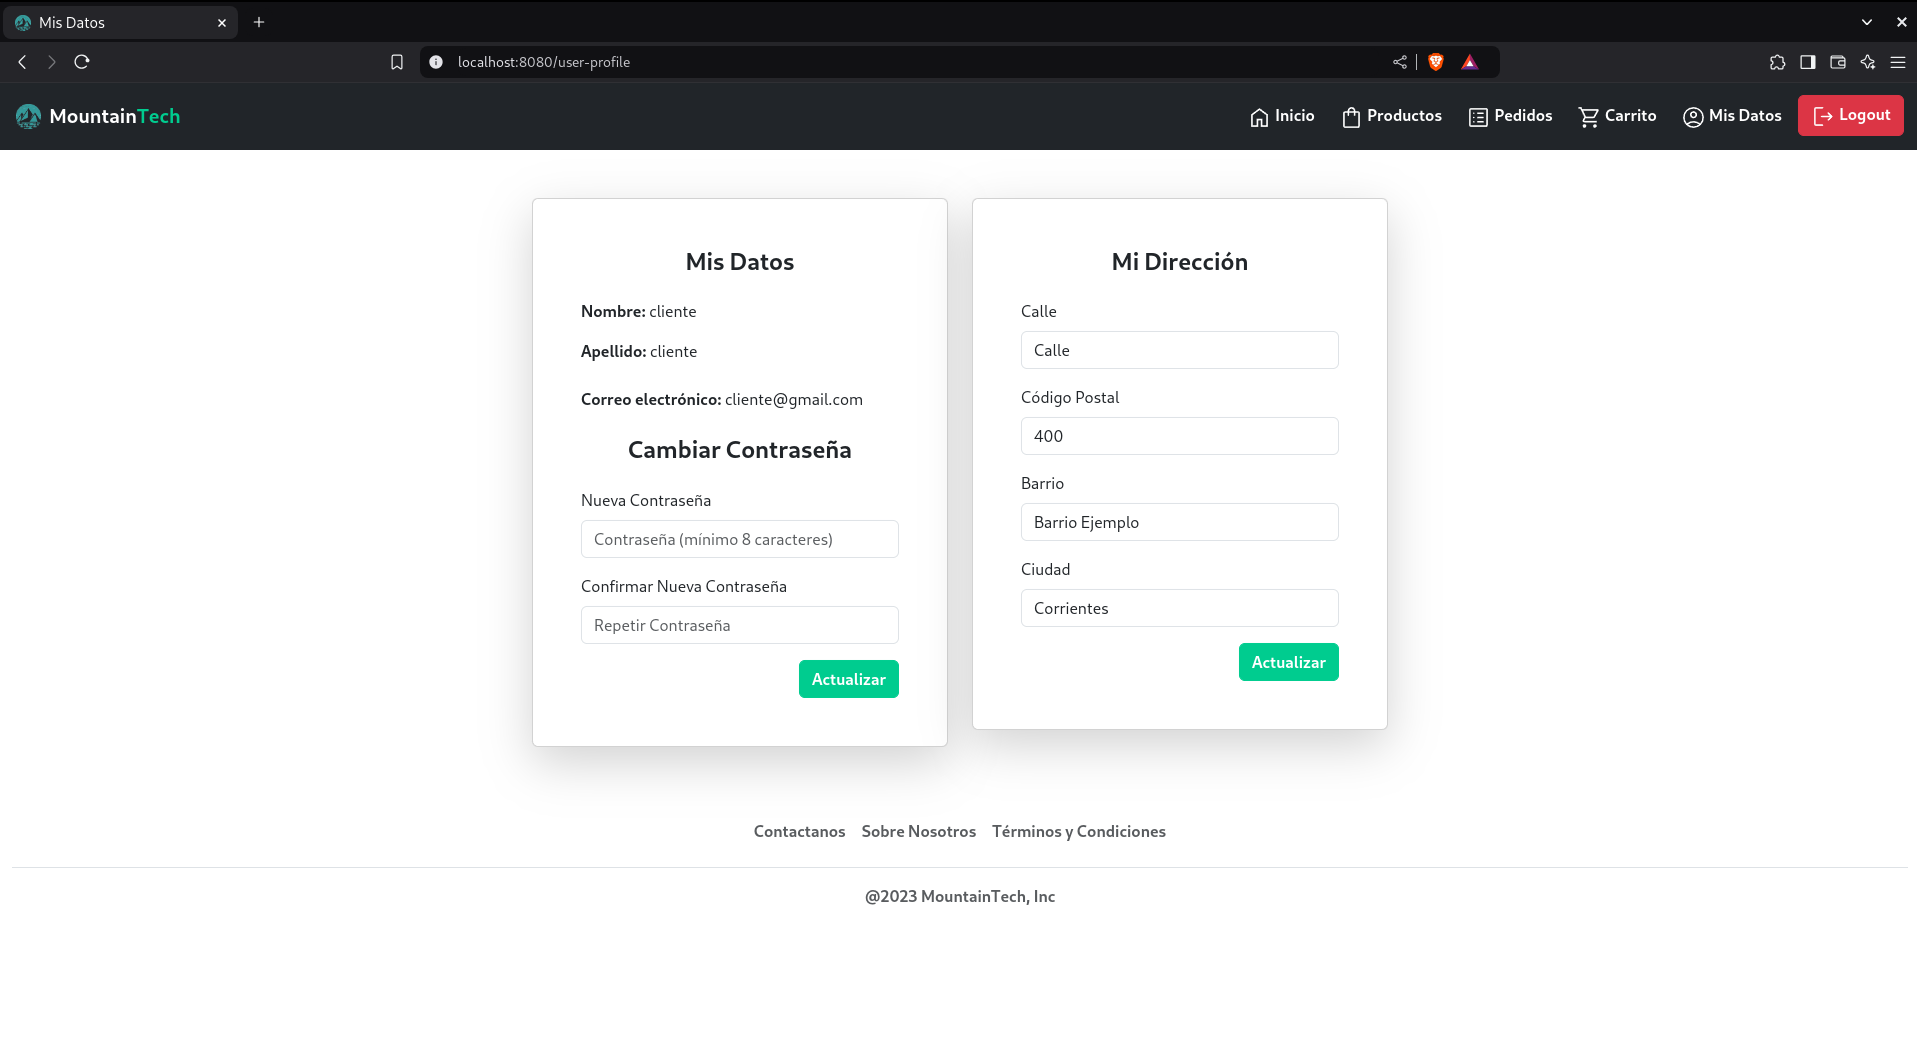 Mis Datos
localhost:8080/user-profile
MountainTech
Inicio
Productos
Pedidos
Carrito
Mis Datos
Logout
Mis Datos
Nombre: cliente
Apellido: cliente
Correo electrónico: cliente@gmail.com
Cambiar Contraseña
Nueva Contraseña
Contraseña (mínimo 8 caracteres)
Confirmar Nueva Contraseña
Repetir Contraseña
Actualizar
Mi Dirección
Calle
Calle
Código Postal
400
Barrio
Barrio Ejemplo
Ciudad
Corrientes
Actualizar
Contactanos Sobre Nosotros Términos y Condiciones
@2023 MountainTech, Inc